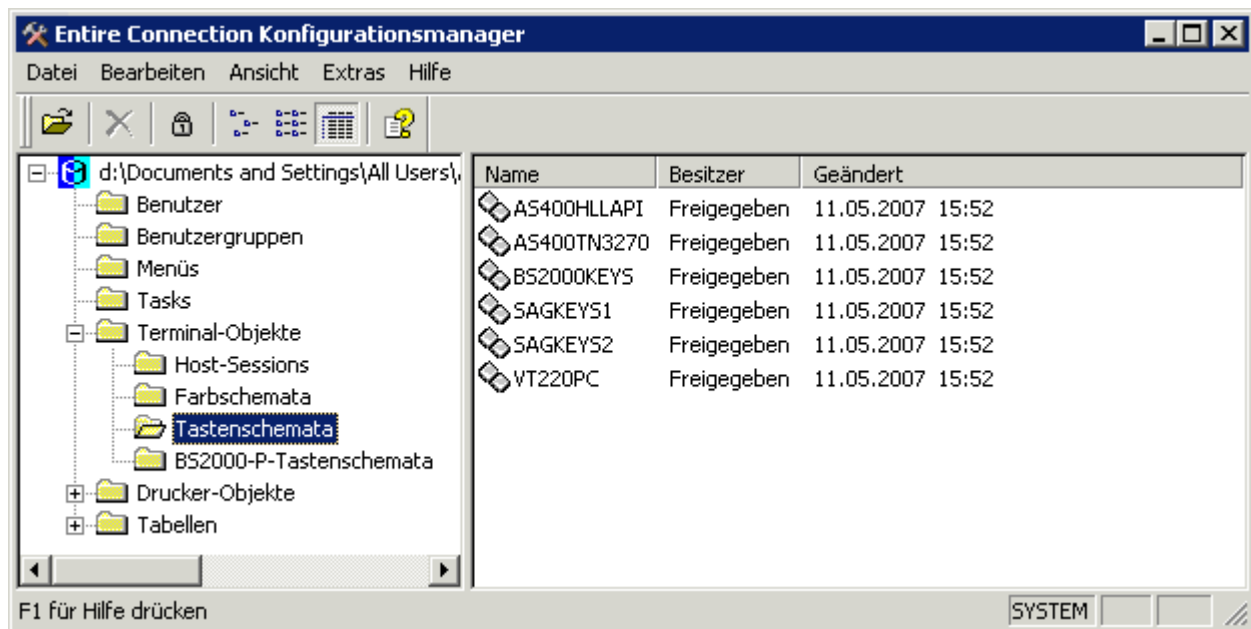 Entire Connection Konfigurationsmanager
Datei Bearbeiten Ansicht Extras Hilfe
d:\Documents and Settings\All Users\
Benutzer
Benutzergruppen
Menüs
Tasks
Terminal-Objekte
Host-Sessions
Farbschemata
Tastenschemata
BS2000-P-Tastenschemata
Drucker-Objekte
Tabellen
Name Besitzer Geändert
AS400HLLAPI Freigegeben 11.05.2007 15:52
AS400TN3270 Freigegeben 11.05.2007 15:52
BS2000KEYS Freigegeben 11.05.2007 15:52
SAGKEYS1 Freigegeben 11.05.2007 15:52
SAGKEYS2 Freigegeben 11.05.2007 15:52
VT220PC Freigegeben 11.05.2007 15:52
F1 für Hilfe drücken
SYSTEM